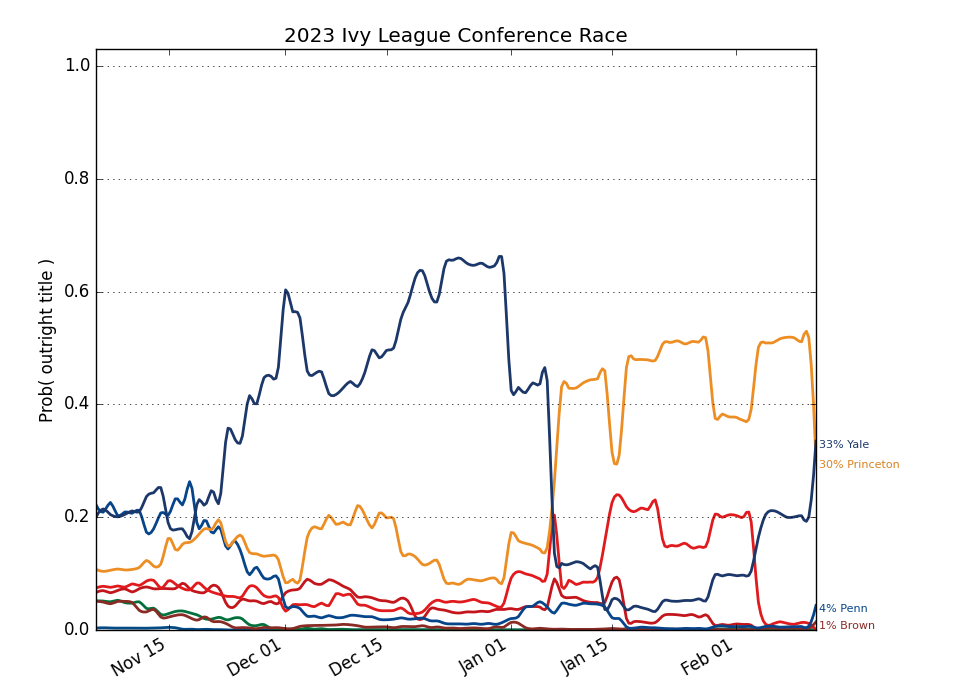 2023 Ivy League Conference Race
Prob( outright title )
1.0
0.8
0.6
0.4
0.2
0.0
Nov 15
Dec 01
Dec 15
Jan 01
Jan 15
Feb 01
33% Yale
30% Princeton
4% Penn
1% Brown